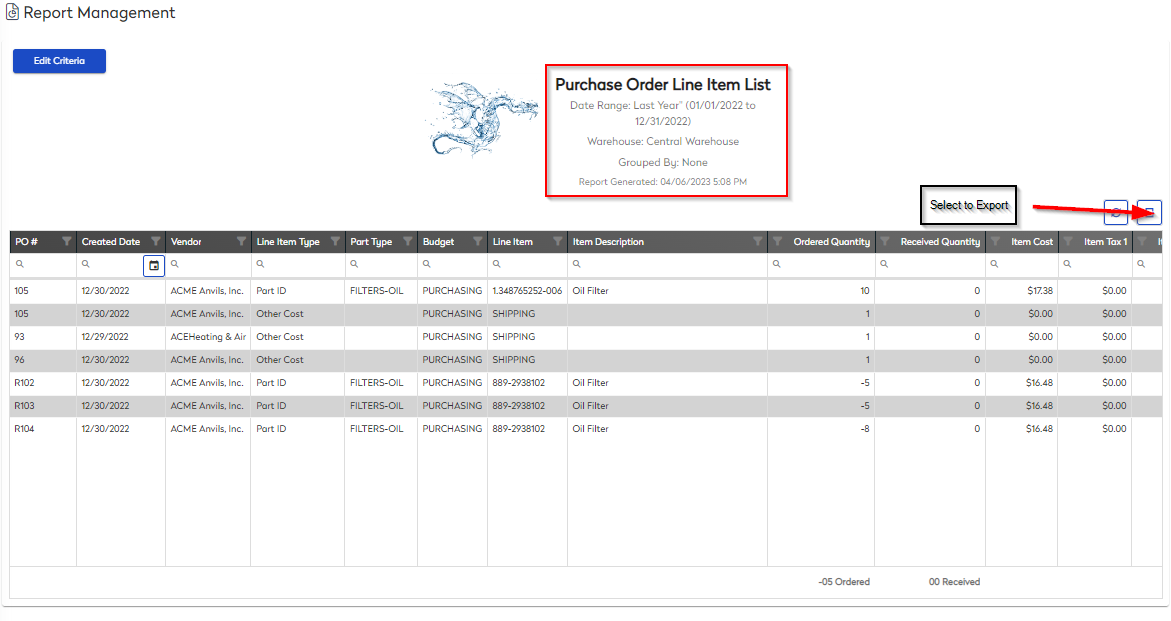 Report Management
Edit Criteria
Purchase Order Line Item List
Date Range: Last Year" (01/01/2022 to
12/31/2022)
Warehouse: Central Warehouse
Grouped By: None
Report Generated: 04/06/2023 5:08 PM
Select to Export
PO # Created Date Vendor Line Item Type Part Type Budget Line Item Item Description Ordered Quantity Received Quantity Item Cost Item Tax 1
105 12/30/2022 ACME Anvils, Inc. Part ID FILTERS-OIL PURCHASING 1.348765252-006 Oil Filter 10 0 $17.38 $0.00
105 12/30/2022 ACME Anvils, Inc. Other Cost PURCHASING SHIPPING 1 0 $0.00 $0.00
93 12/29/2022 ACEHeating & Air Other Cost PURCHASING SHIPPING 1 0 $0.00 $0.00
96 12/30/2022 ACME Anvils, Inc. Other Cost PURCHASING SHIPPING 1 0 $0.00 $0.00
R102 12/30/2022 ACME Anvils, Inc. Part ID FILTERS-OIL PURCHASING 889-2938102 Oil Filter -5 0 $16.48 $0.00
R103 12/30/2022 ACME Anvils, Inc. Part ID FILTERS-OIL PURCHASING 889-2938102 Oil Filter -5 0 $16.48 $0.00
R104 12/30/2022 ACME Anvils, Inc. Part ID FILTERS-OIL PURCHASING 889-2938102 Oil Filter -8 0 $16.48 $0.00
-05 Ordered 00 Received